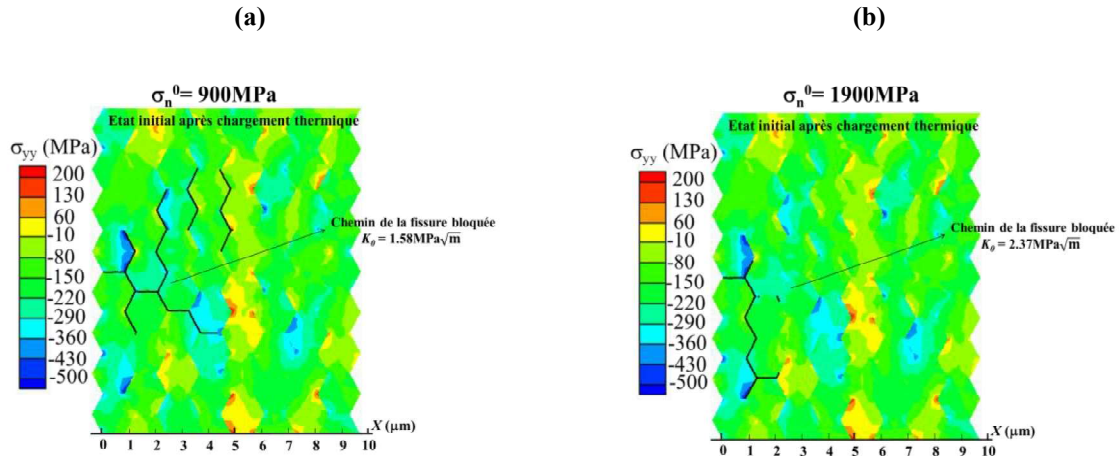 (a)
(b)
σn⁰= 900MPa
Etat initial après chargement thermique
σyy (MPa)
200
130
60
-10
-80
-150
-220
-290
-360
-430
-500
Chemin de la fissure bloquée
K₀ = 1.58MPa√m
X (μm)
0 1 2 3 4 5 6 7 8 9 10
σn⁰= 1900MPa
Etat initial après chargement thermique
σyy (MPa)
200
130
60
-10
-80
-150
-220
-290
-360
-430
-500
Chemin de la fissure bloquée
K₀ = 2.37MPa√m
X (μm)
0 1 2 3 4 5 6 7 8 9 10